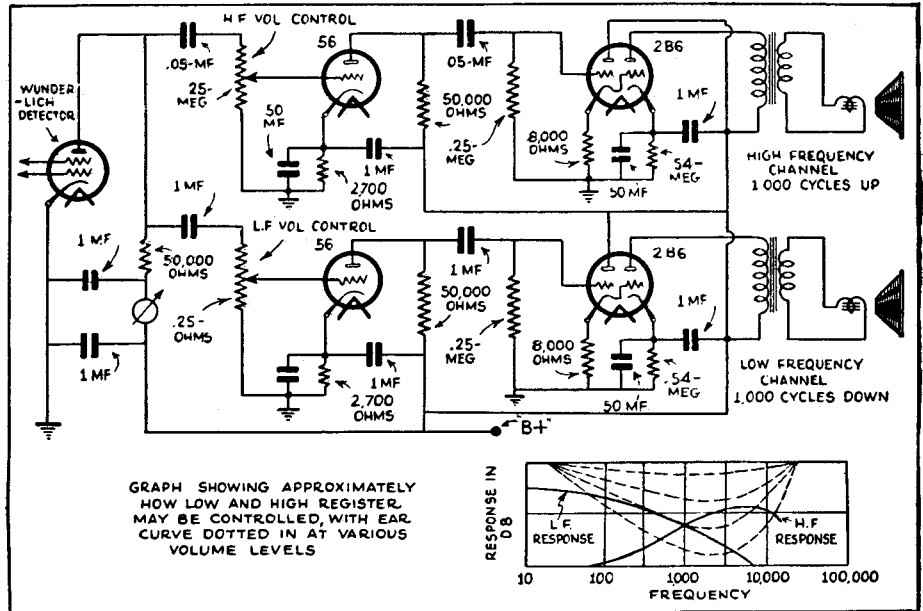 H.F VOL CONTROL
56
2B6
.05-MF
.25-
MEG
WUNDER
-LICH
DETECTOR
50
MF
1
MF
2,700
OHMS
50,000
OHMS
.05-MF
.25-
MEG
8,000
OHMS
50 MF.
.54-
MEG
1 MF
HIGH FREQUENCY
CHANNEL
1000 CYCLES UP
1 MF
L.F VOL CONTROL
56
2B6
1 MF
50,000
OHMS
.25-
OHMS
1 MF
1
MF
2,700
OHMS
1 MF
50,000
OHMS
.25-
MEG
8,000
OHMS
50 MF.
.54-
MEG
1 MF
LOW FREQUENCY
CHANNEL
1,000 CYCLES DOWN
"B+"
GRAPH SHOWING APPROXIMATELY
HOW LOW AND HIGH REGISTER
MAY BE CONTROLLED, WITH EAR
CURVE DOTTED IN AT VARIOUS
VOLUME LEVELS
RESPONSE IN
DB
L.F.
RESPONSE
H.F
RESPONSE
10
100
1,000
10,000
100,000
FREQUENCY